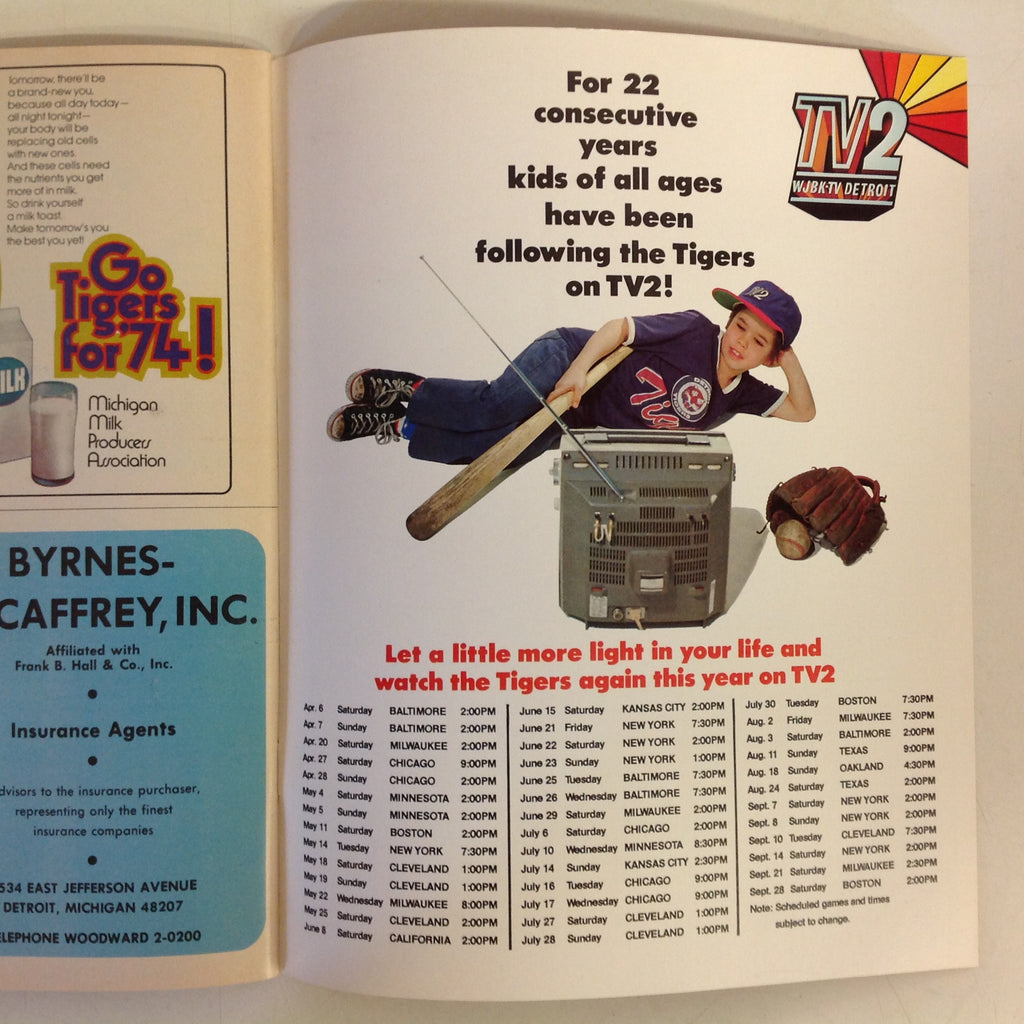 Tomorrow, there'll be
a brand-new you,
because all day today—
all night tonight—
your body will be
replacing old cells
with new ones.
And these cells need
the nutrients you get
more of in milk.
So drink yourself
a milk toast.
Make tomorrow's you
the best you yet!
Go
Tigers
for '74!
Michigan
Milk
Producers
Association
BYRNES-
CAFFREY, INC.
Affiliated with
Frank B. Hall & Co., Inc.
•
Insurance Agents
•
dvisors to the insurance purchaser,
representing only the finest
insurance companies
•
534 EAST JEFFERSON AVENUE
DETROIT, MICHIGAN 48207
ELEPHONE WOODWARD 2-0200
For 22
consecutive
years
kids of all ages
have been
following the Tigers
on TV2!
TV2
WJBK-TV DETROIT
TV2
Tig
Let a little more light in your life and
watch the Tigers again this year on TV2
Apr. 6 Saturday BALTIMORE 2:00PM
Apr. 7 Sunday BALTIMORE 2:00PM
Apr. 20 Saturday MILWAUKEE 2:00PM
Apr. 27 Saturday CHICAGO 9:00PM
Apr. 28 Sunday CHICAGO 2:00PM
May 4 Saturday MINNESOTA 2:00PM
May 5 Sunday MINNESOTA 2:00PM
May 11 Saturday BOSTON 2:00PM
May 14 Tuesday NEW YORK 7:30PM
May 18 Saturday CLEVELAND 1:00PM
May 19 Sunday CLEVELAND 1:00PM
May 22 Wednesday MILWAUKEE 8:00PM
May 25 Saturday CLEVELAND 2:00PM
June 8 Saturday CALIFORNIA 2:00PM
June 15 Saturday KANSAS CITY 2:00PM
June 21 Friday NEW YORK 7:30PM
June 22 Saturday NEW YORK 2:00PM
June 23 Sunday NEW YORK 1:00PM
June 25 Tuesday BALTIMORE 7:30PM
June 26 Wednesday BALTIMORE 7:30PM
June 29 Saturday MILWAUKEE 2:00PM
July 6 Saturday CHICAGO 2:00PM
July 10 Wednesday MINNESOTA 8:30PM
July 14 Sunday KANSAS CITY 2:30PM
July 16 Tuesday CHICAGO 9:00PM
July 17 Wednesday CHICAGO 9:00PM
July 27 Saturday CLEVELAND 1:00PM
July 28 Sunday CLEVELAND 1:00PM
July 30 Tuesday BOSTON 7:30PM
Aug. 2 Friday MILWAUKEE 7:30PM
Aug. 3 Saturday BALTIMORE 2:00PM
Aug. 11 Sunday TEXAS 9:00PM
Aug. 18 Sunday OAKLAND 4:30PM
Aug. 24 Saturday TEXAS 2:00PM
Sept. 7 Saturday NEW YORK 2:00PM
Sept. 8 Sunday NEW YORK 2:00PM
Sept. 10 Tuesday CLEVELAND 7:30PM
Sept. 14 Saturday NEW YORK 2:00PM
Sept. 21 Saturday MILWAUKEE 2:30PM
Sept. 28 Saturday BOSTON 2:00PM
Note: Scheduled games and times
subject to change.